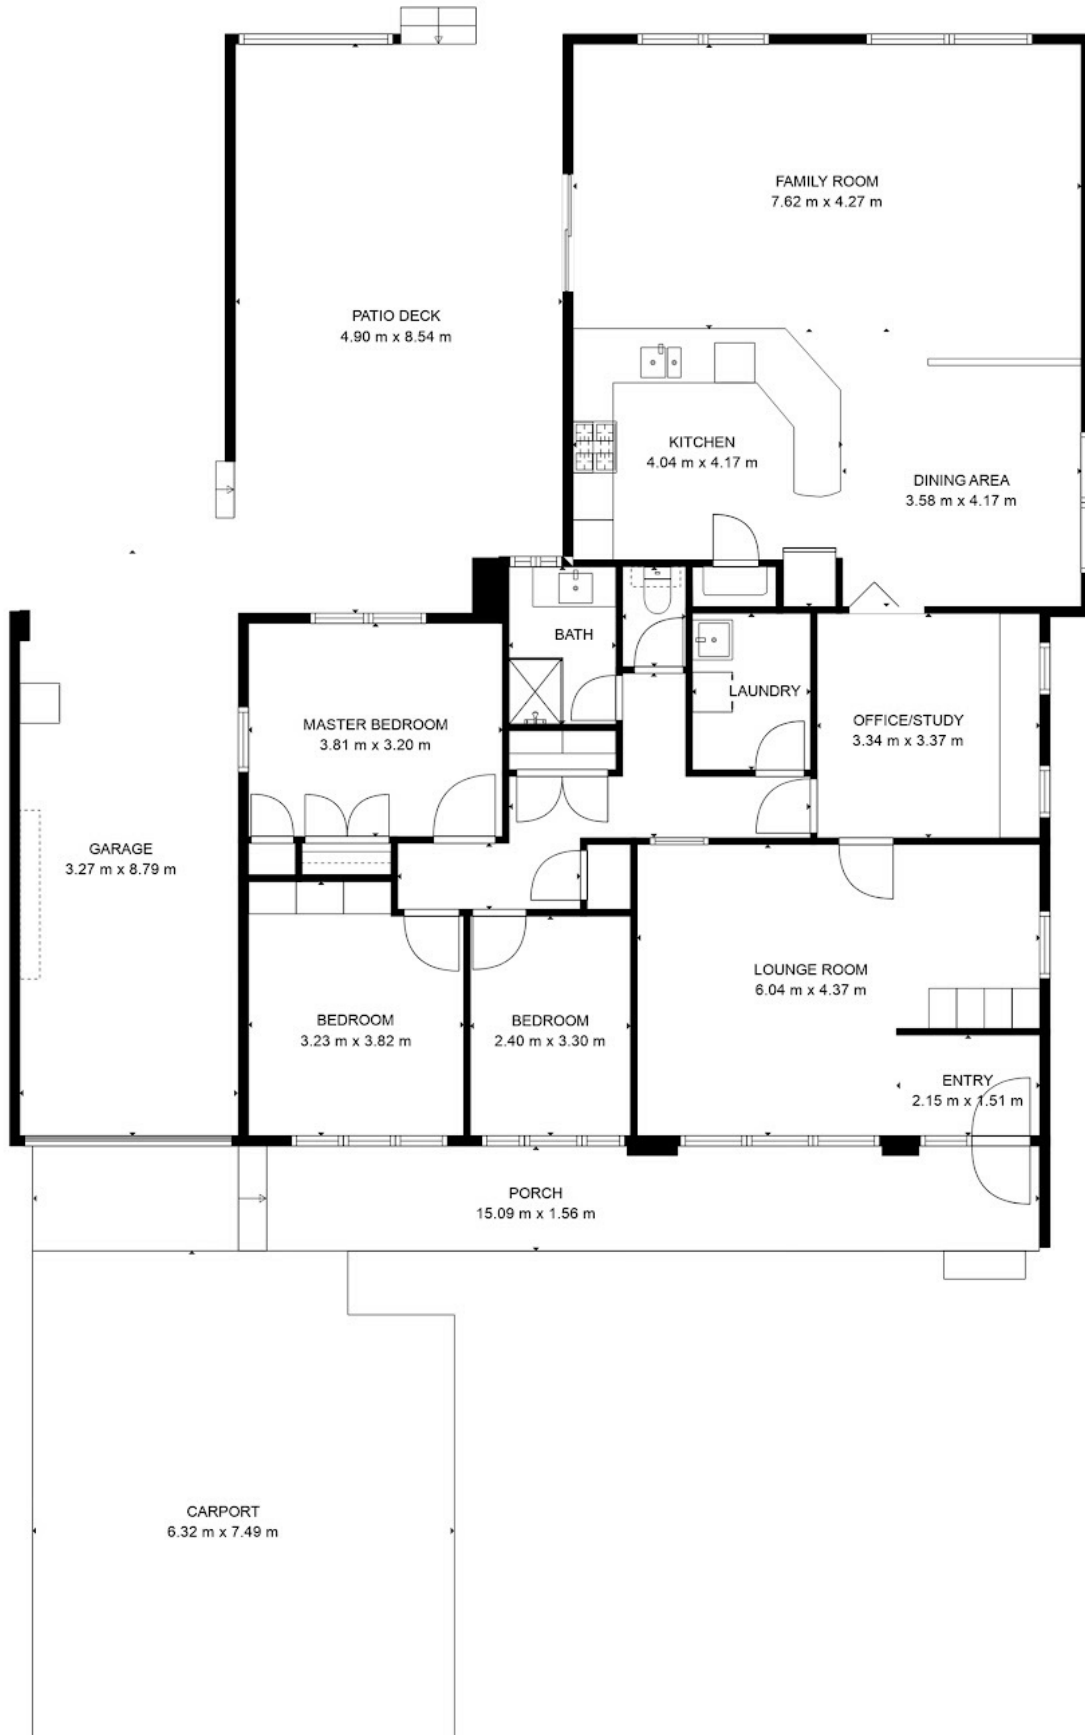 FAMILY ROOM
7.62 m x 4.27 m
PATIO DECK
4.90 m x 8.54 m
KITCHEN
4.04 m x 4.17 m
DINING AREA
3.58 m x 4.17 m
BATH
LAUNDRY
MASTER BEDROOM
3.81 m x 3.20 m
OFFICE/STUDY
3.34 m x 3.37 m
GARAGE
3.27 m x 8.79 m
LOUNGE ROOM
6.04 m x 4.37 m
BEDROOM
3.23 m x 3.82 m
BEDROOM
2.40 m x 3.30 m
ENTRY
2.15 m x 1.51 m
PORCH
15.09 m x 1.56 m
CARPORT
6.32 m x 7.49 m